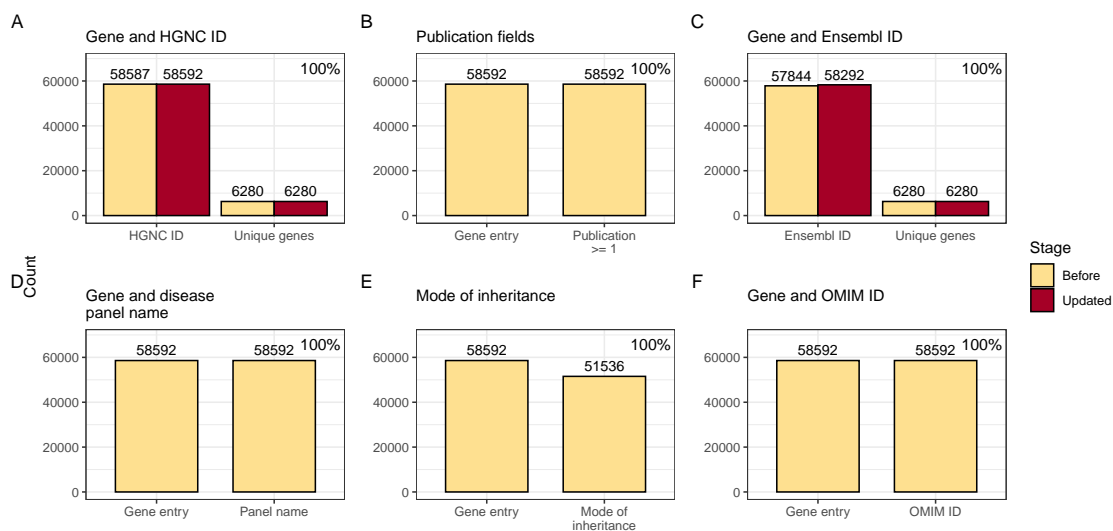 A
Gene and HGNC ID
58587
58592
100%
6280
6280
60000
40000
20000
0
HGNC ID
Unique genes
B
Publication fields
58592
58592
100%
60000
40000
20000
0
Gene entry
Publication
>= 1
C
Gene and Ensembl ID
57844
58292
100%
6280
6280
60000
40000
20000
0
Ensembl ID
Unique genes
Count
D
Gene and disease
panel name
58592
58592
100%
60000
40000
20000
0
Gene entry
Panel name
E
Mode of inheritance
58592
51536
100%
60000
40000
20000
0
Gene entry
Mode of
inheritance
F
Gene and OMIM ID
58592
58592
100%
60000
40000
20000
0
Gene entry
OMIM ID
Stage
Before
Updated